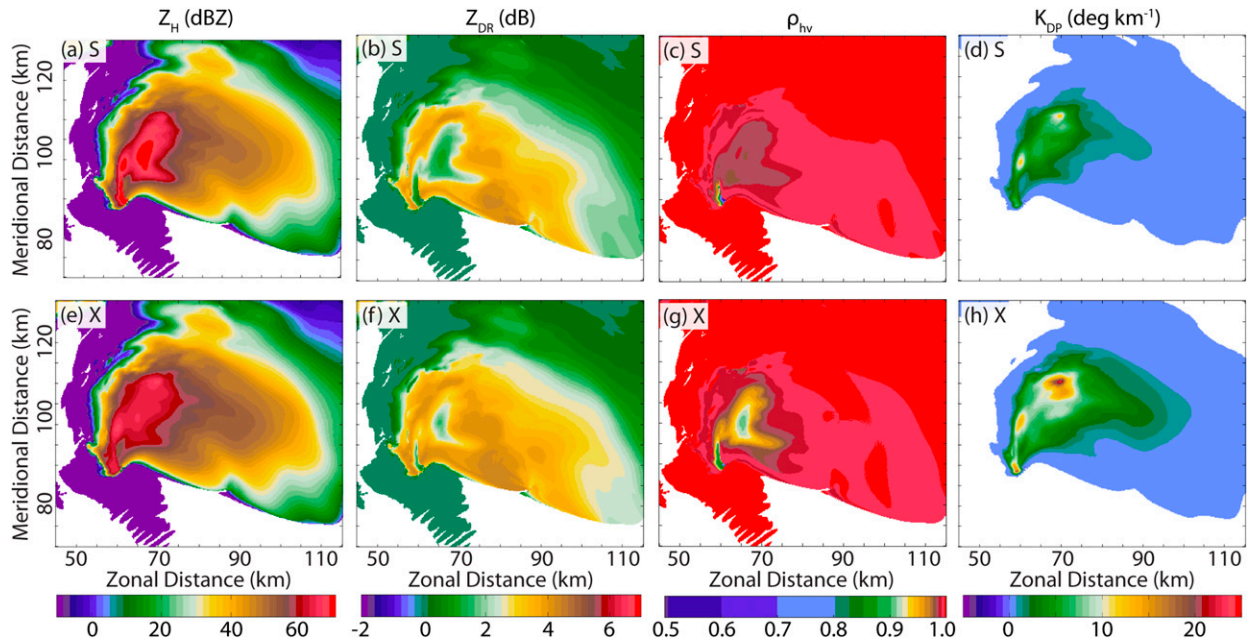 Z_H (dBZ) Z_DR (dB) ρ_hv K_DP (deg km⁻¹)
(a) S (b) S (c) S (d) S
Meridional Distance (km)
120
100
80
(e) X (f) X (g) X (h) X
Meridional Distance (km)
120
100
80
50 70 90 110 50 70 90 110 50 70 90 110 50 70 90 110
Zonal Distance (km) Zonal Distance (km) Zonal Distance (km) Zonal Distance (km)
0 20 40 60 -2 0 2 4 6 0.5 0.6 0.7 0.8 0.9 1.0 0 10 20